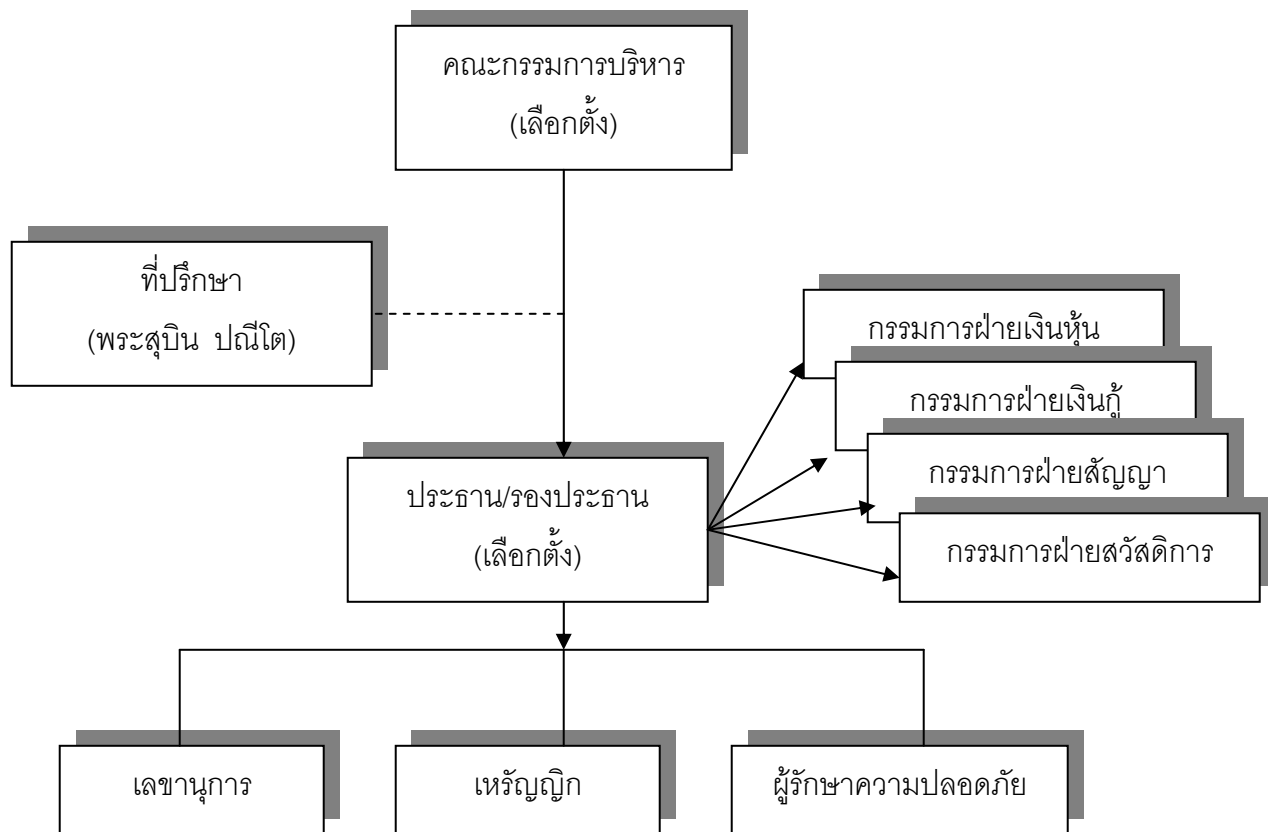 คณะกรรมการบริหาร
(เลือกตั้ง)
ที่ปรึกษา
(พระสุบิน ปณีโต)
กรรมการฝ่ายเงินหุ้น
กรรมการฝ่ายเงินกู้
กรรมการฝ่ายสัญญา
กรรมการฝ่ายสวัสดิการ
ประธาน/รองประธาน
(เลือกตั้ง)
เลขานุการ
เหรัญญิก
ผู้รักษาความปลอดภัย